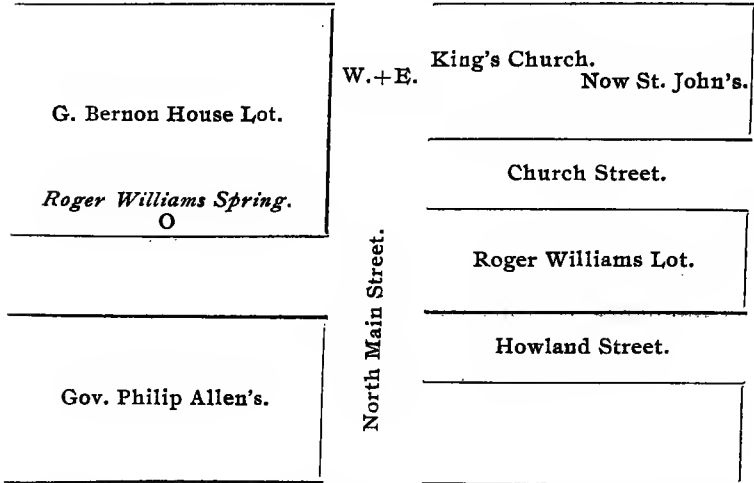 King's Church.
W.+E.
Now St. John's.
G. Bernon House Lot.
Church Street.
Roger Williams Spring.
O
Roger Williams Lot.
North Main Street.
Howland Street.
Gov. Philip Allen's.